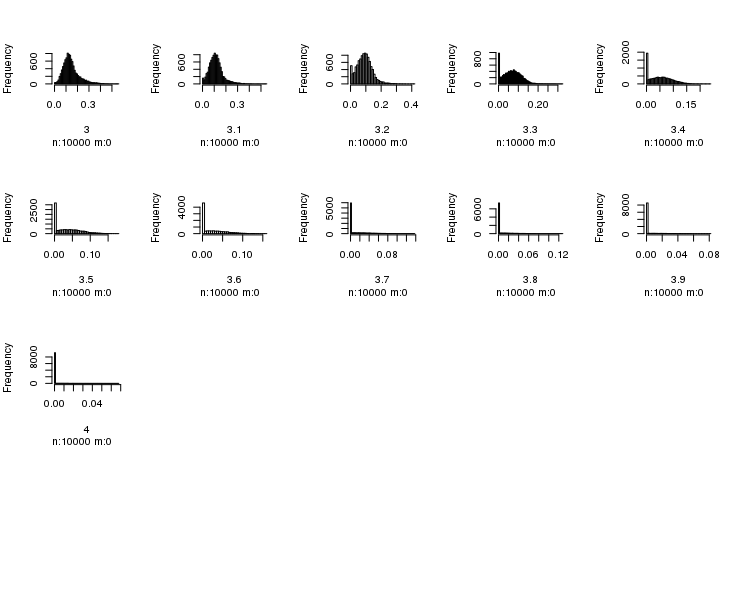 Frequency
0 600
0.0 0.3
3
n:10000 m:0
Frequency
0 600
0.0 0.3
3.1
n:10000 m:0
Frequency
0 600
0.0 0.2 0.4
3.2
n:10000 m:0
Frequency
0 800
0.00 0.20
3.3
n:10000 m:0
Frequency
0 2000
0.00 0.15
3.4
n:10000 m:0
Frequency
0 2500
0.00 0.10
3.5
n:10000 m:0
Frequency
0 4000
0.00 0.10
3.6
n:10000 m:0
Frequency
0 5000
0.00 0.08
3.7
n:10000 m:0
Frequency
0 6000
0.00 0.06 0.12
3.8
n:10000 m:0
Frequency
0 8000
0.00 0.04 0.08
3.9
n:10000 m:0
Frequency
0 8000
0.00 0.04
4
n:10000 m:0